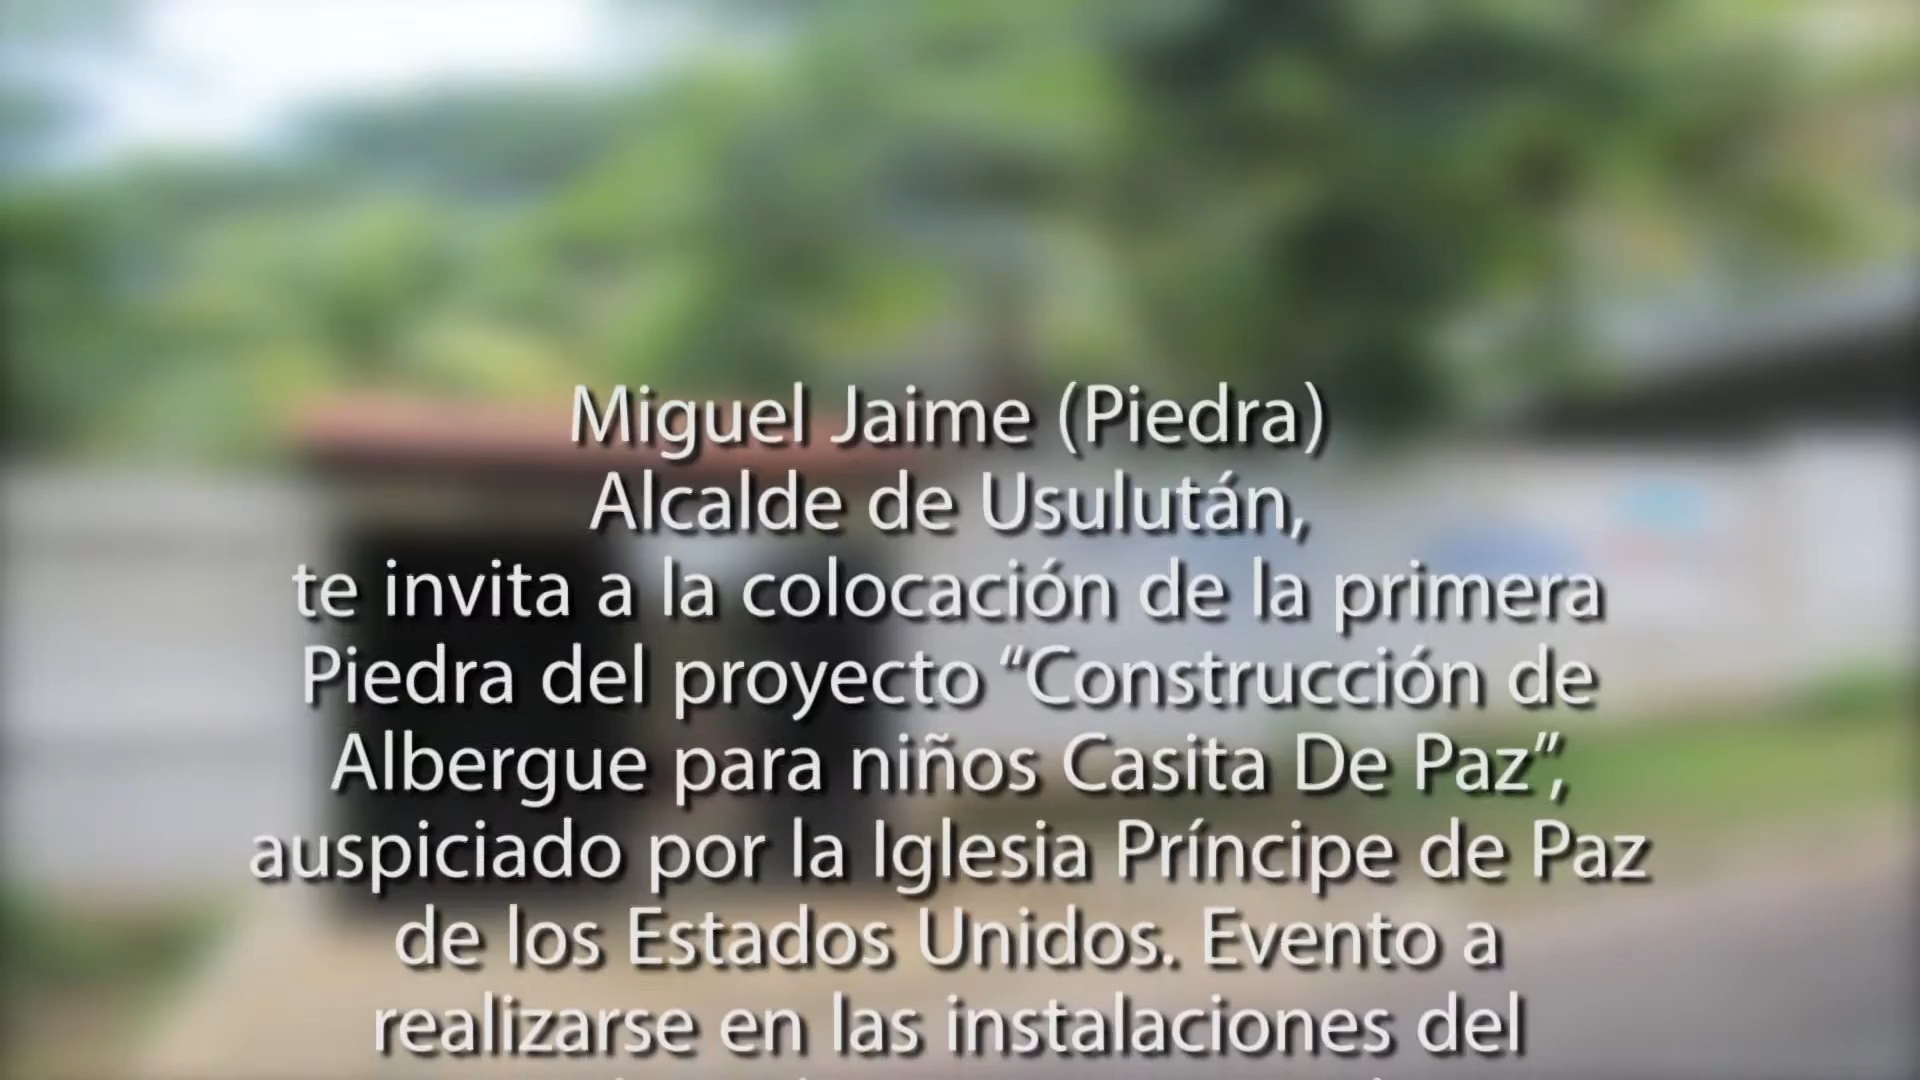 Miguel Jaime (Piedra)
Alcalde de Usulután,
te invita a la colocación de la primera
Piedra del proyecto “Construcción de
Albergue para niños Casita De Paz”,
auspiciado por la Iglesia Príncipe de Paz
de los Estados Unidos. Evento a
realizarse en las instalaciones del